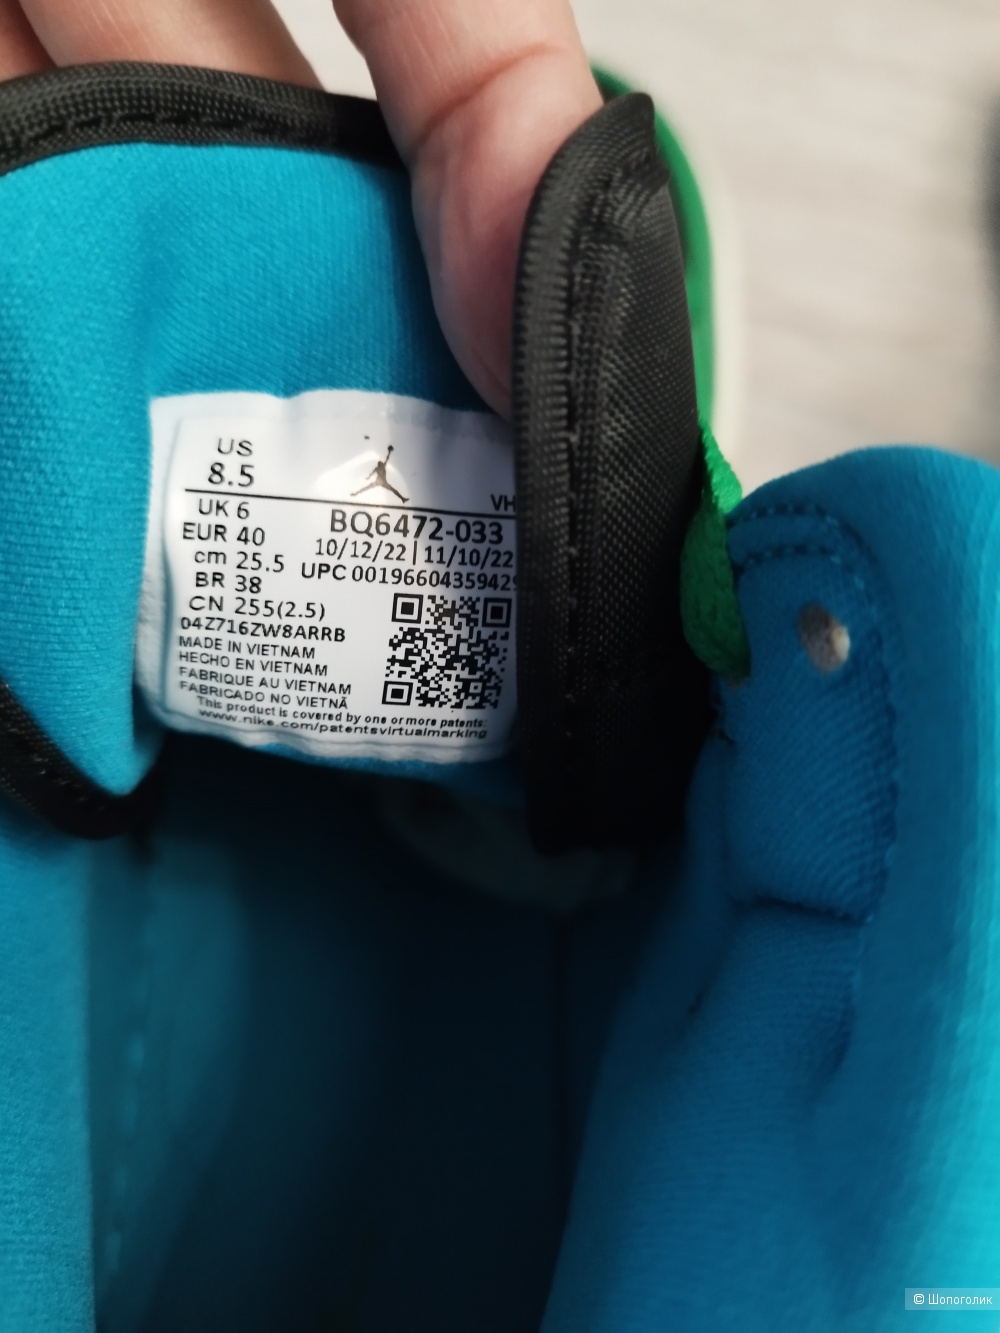 US
8.5
VH
UK 6
EUR 40
cm 25.5
BR 38
CN 255(2.5)
04Z716ZW8ARRB
BQ6472-033
10/12/22 | 11/10/22
UPC 00196604359429
MADE IN VIETNAM
HECHO EN VIETNAM
FABRIQUE AU VIETNAM
FABRICADO NO VIETNÃ
This product is covered by one or more patents:
www.nike.com/patentsvirtualmarking
© Шопоголик